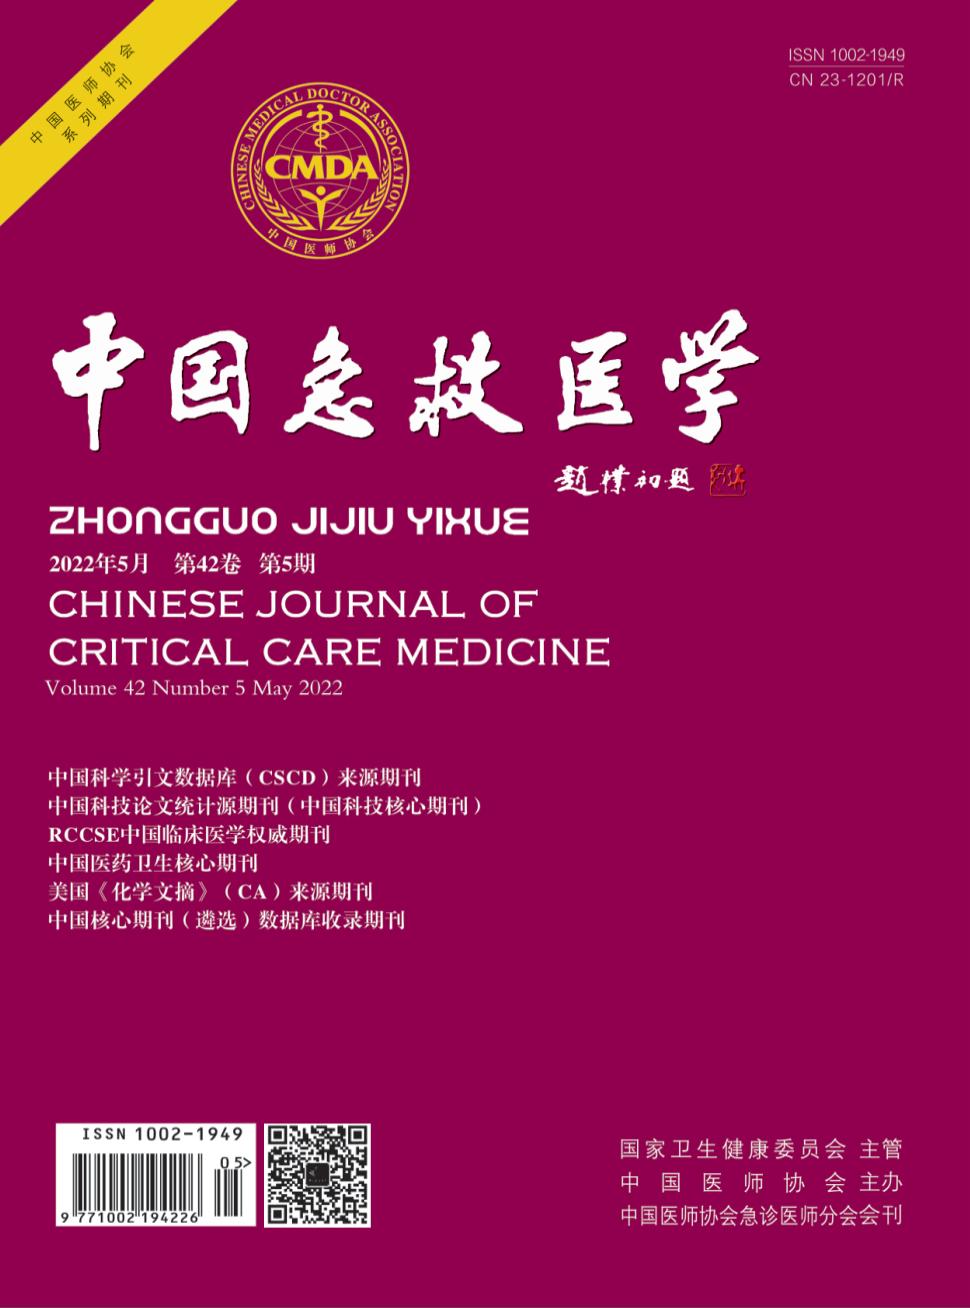 中国医师协会
系列期刊
ISSN 1002-1949
CN 23-1201/R
CHINESE MEDICAL DOCTOR ASSOCIATION
CMDA
中国医师协会
中国急救医学
趙樸初题
ZHONGGUO JIJIU YIXUE
2022年5月 第42卷 第5期
CHINESE JOURNAL OF
CRITICAL CARE MEDICINE
Volume 42 Number 5 May 2022
中国科学引文数据库（CSCD）来源期刊
中国科技论文统计源期刊（中国科技核心期刊）
RCCSE中国临床医学权威期刊
中国医药卫生核心期刊
美国《化学文摘》（CA）来源期刊
中国核心期刊（遴选）数据库收录期刊
ISSN 1002-1949
05>
9 771002 194226
国家卫生健康委员会 主管
中国医师协会 主办
中国医师协会急诊医师分会会刊